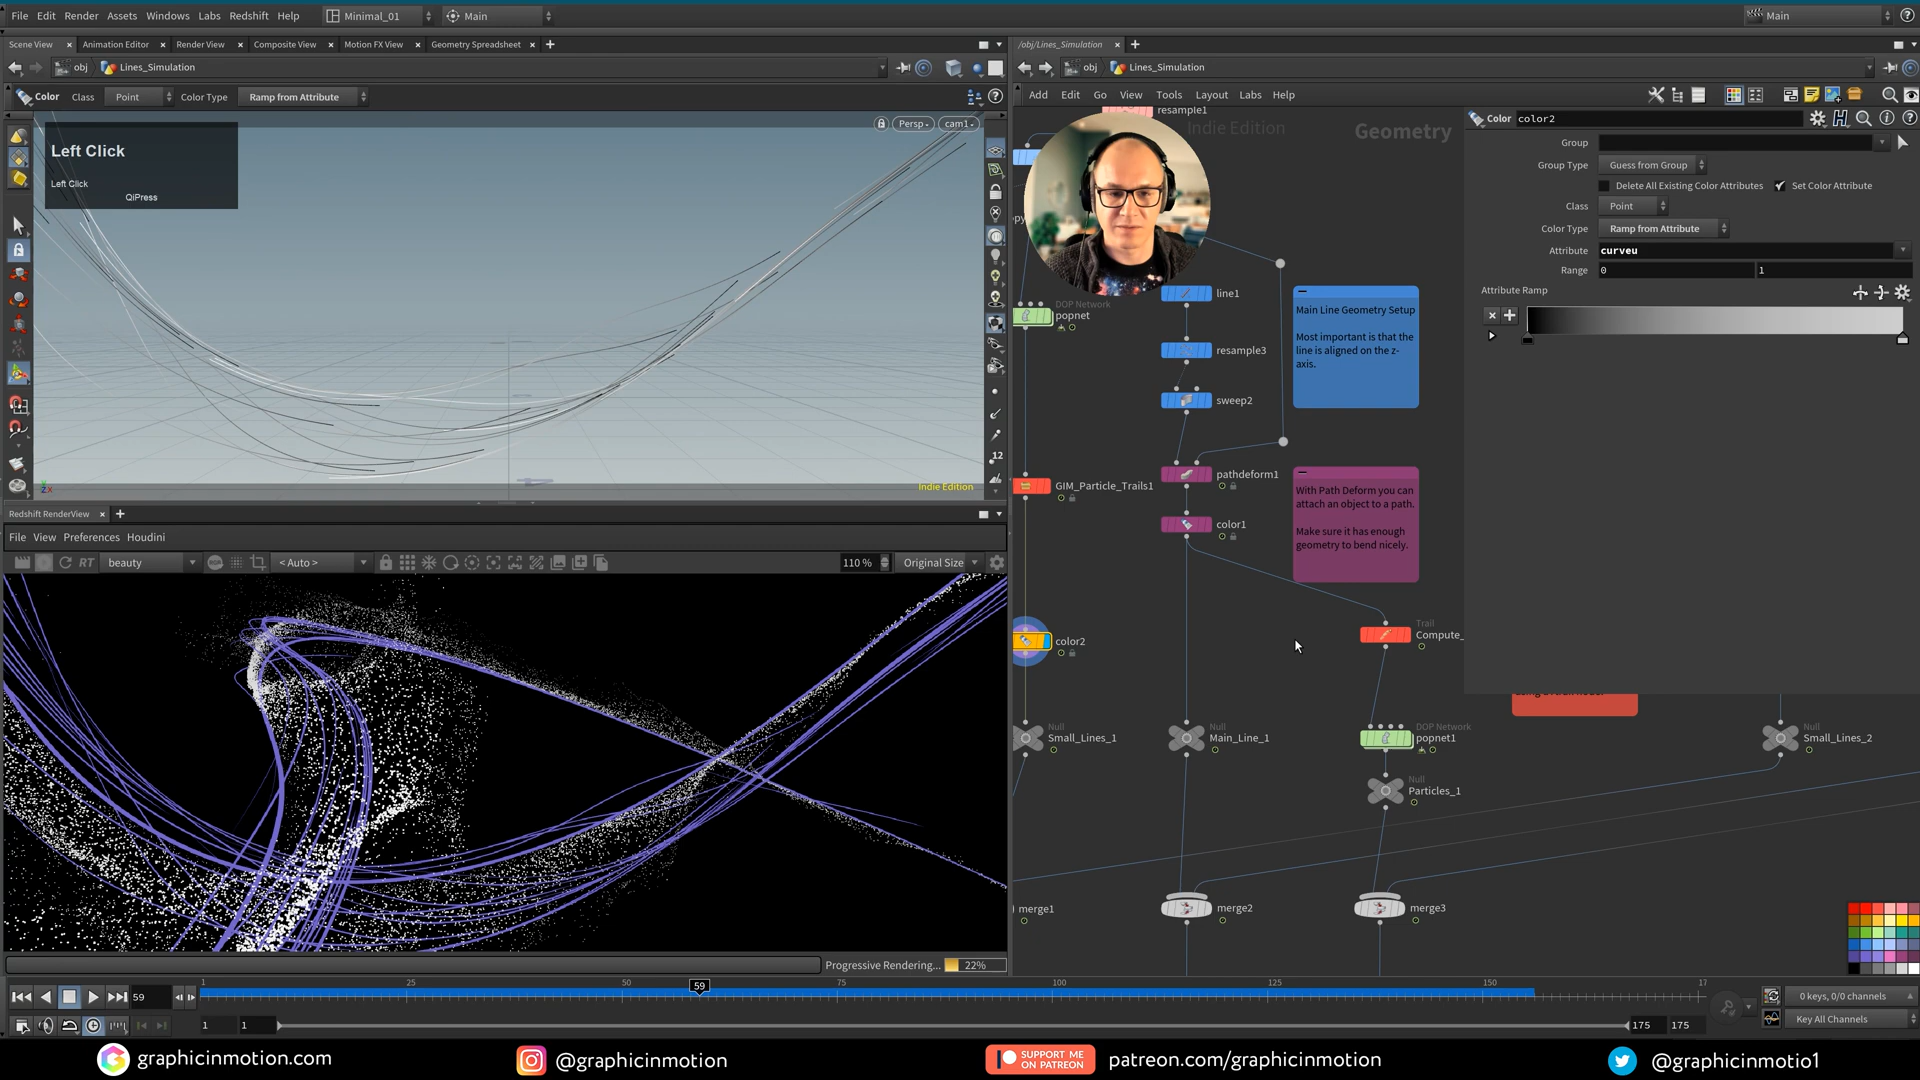 File Edit Render Assets Windows Labs Redshift Help Minimal_01 Main Main
Scene View Animation Editor Render View Composite View Motion FX View Geometry Spreadsheet
obj Lines_Simulation
Color Class Point Color Type Ramp from Attribute
Left Click
Left Click
QiPress
Persp cam1
12
Indie Edition
Redshift RenderView
File View Preferences Houdini
RT beauty < Auto > 110 % Original Size
Progressive Rendering... 22%
/obj/Lines_Simulation
obj Lines_Simulation
Add Edit Go View Tools Layout Labs Help
resample1
Indie Edition Geometry
DOP Network
popnet
line1
resample3
sweep2
Main Line Geometry Setup
Most important is that the
line is aligned on the z-
axis.
GIM_Particle_Trails1
pathdeform1
color1
With Path Deform you can
attach an object to a path.
Make sure it has enough
geometry to bend nicely.
Trail
Compute_
color2
Null
Small_Lines_1
Null
Main_Line_1
DOP Network
popnet1
Null
Particles_1
Null
Small_Lines_2
merge1
merge2
merge3
Color color2
Group
Group Type Guess from Group
Delete All Existing Color Attributes Set Color Attribute
Class Point
Color Type Ramp from Attribute
Attribute curveu
Range 0 1
Attribute Ramp
59 1 25 50 59 75 100 125 150 17
0 keys, 0/0 channels
1 1 175 175 Key All Channels
graphicinmotion.com
@graphicinmotion
SUPPORT ME
ON PATREON
patreon.com/graphicinmotion
@graphicinmotio1